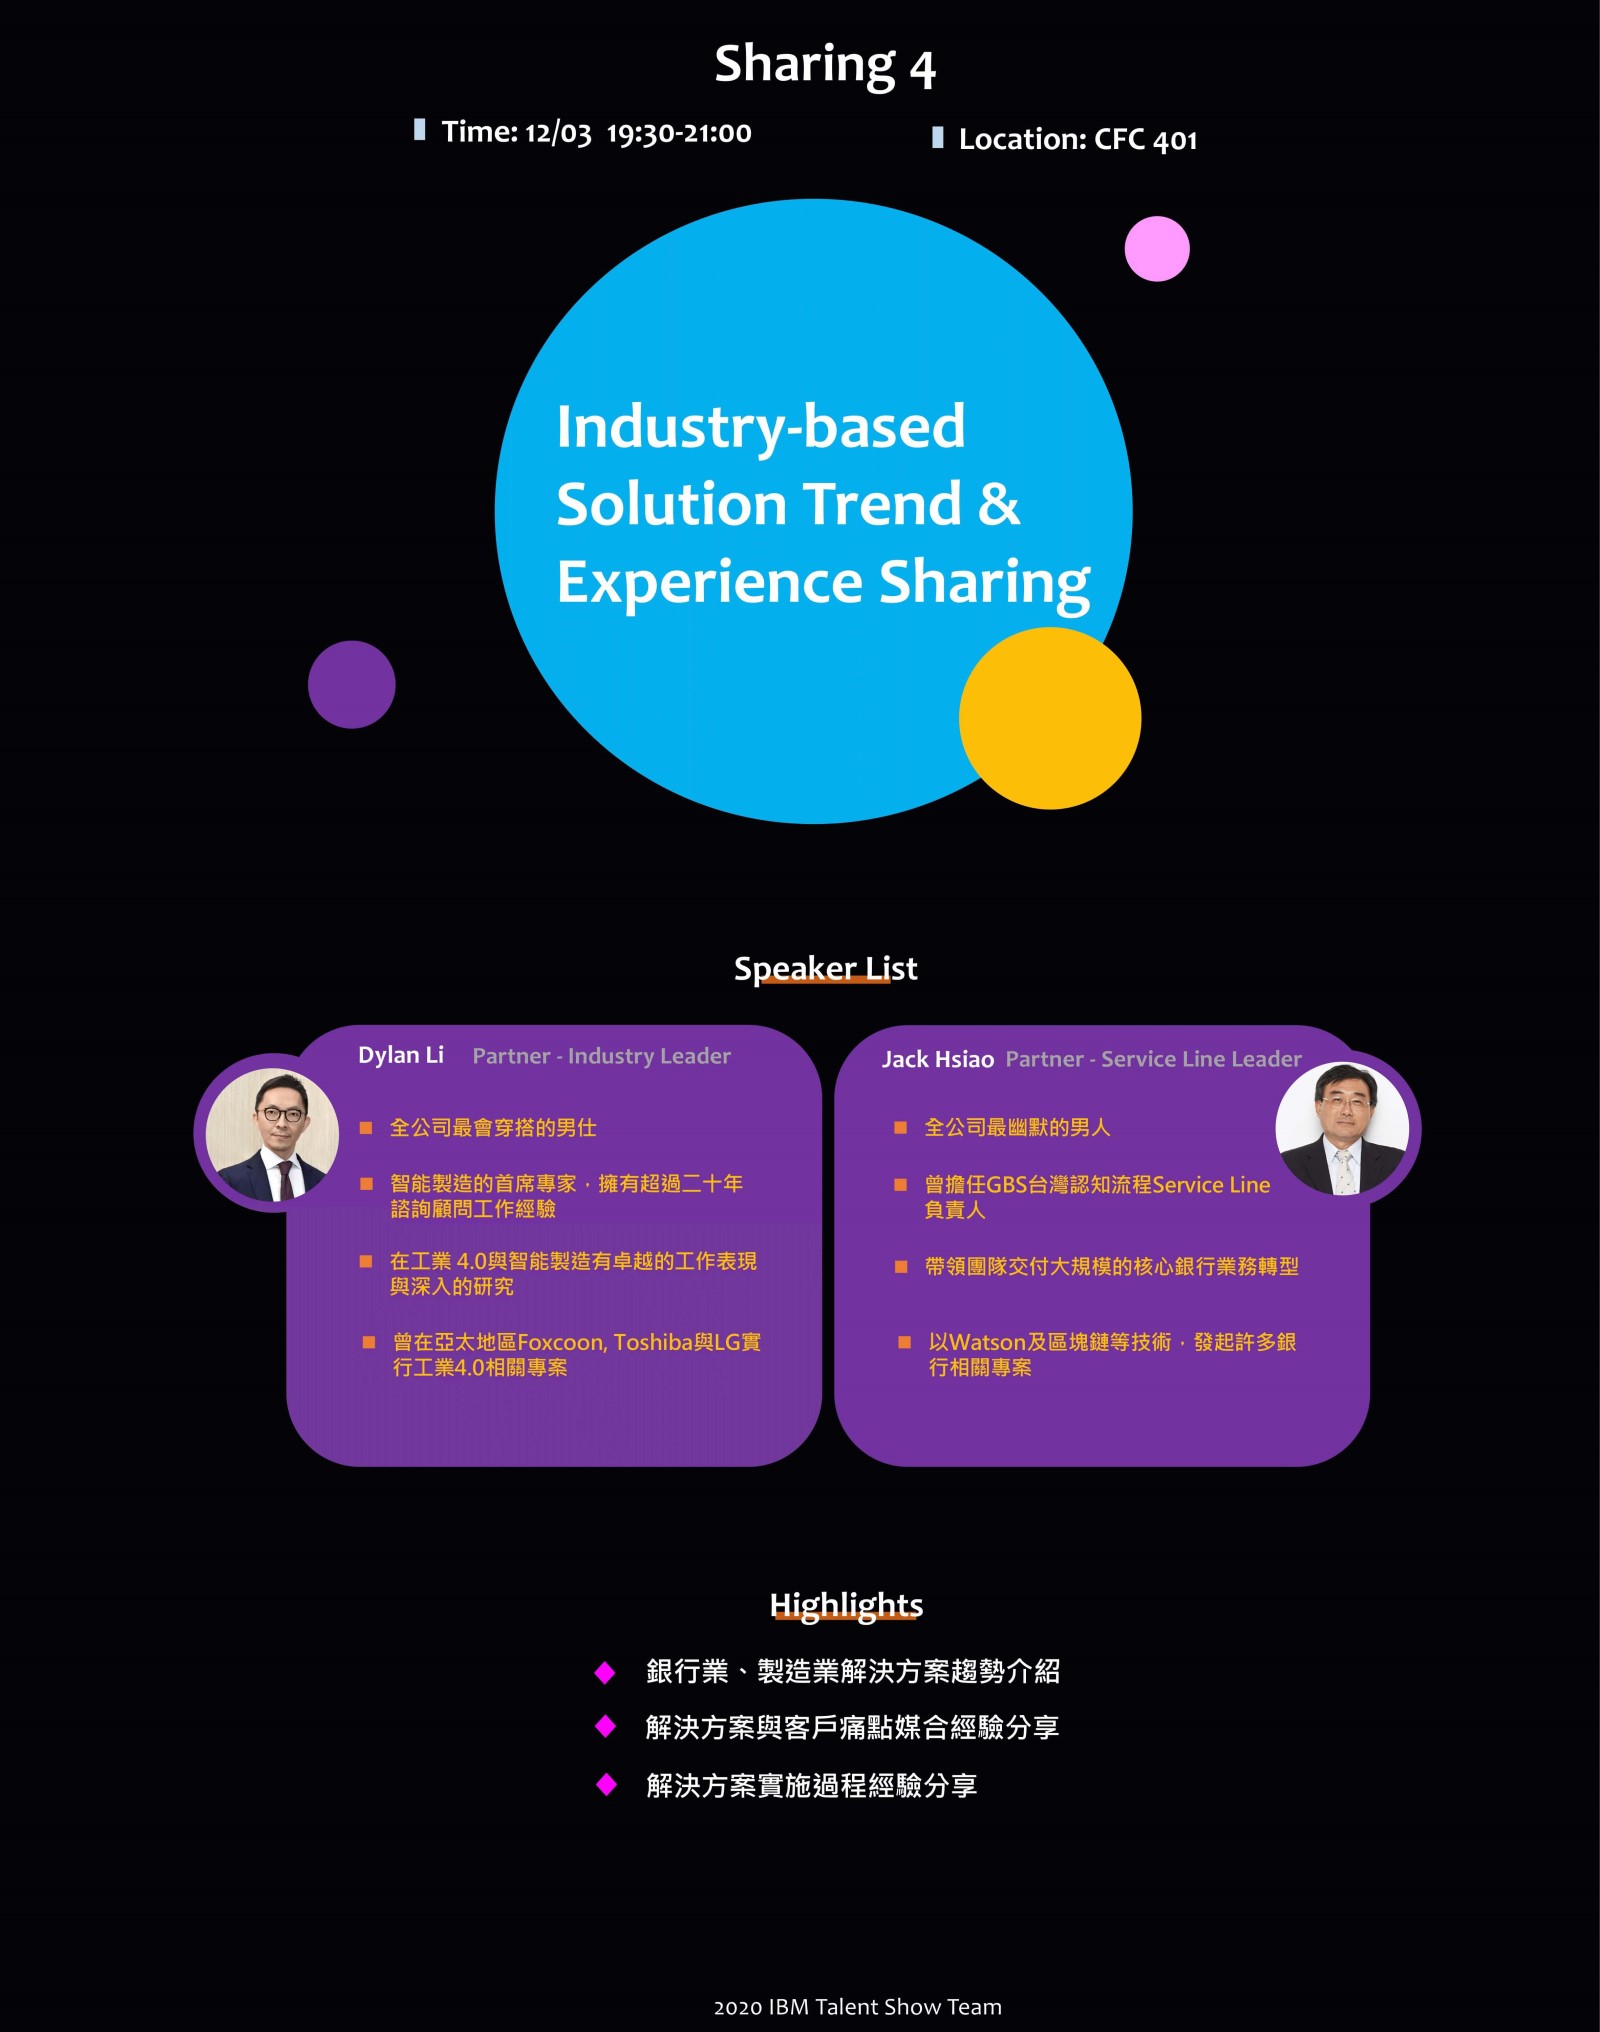 Sharing 4
Time: 12/03 19:30-21:00
Location: CFC 401
Industry-based
Solution Trend &
Experience Sharing
Speaker List
Dylan Li Partner - Industry Leader
全公司最會穿搭的男仕
智能製造的首席專家，擁有超過二十年
諮詢顧問工作經驗
在工業 4.0與智能製造有卓越的工作表現
與深入的研究
曾在亞太地區Foxcoon, Toshiba與LG實
行工業4.0相關專案
Jack Hsiao Partner - Service Line Leader
全公司最幽默的男人
曾擔任GBS台灣認知流程Service Line
負責人
帶領團隊交付大規模的核心銀行業務轉型
以Watson及區塊鏈等技術，發起許多銀
行相關專案
Highlights
銀行業、製造業解決方案趨勢介紹
解決方案與客戶痛點媒合經驗分享
解決方案實施過程經驗分享
2020 IBM Talent Show Team